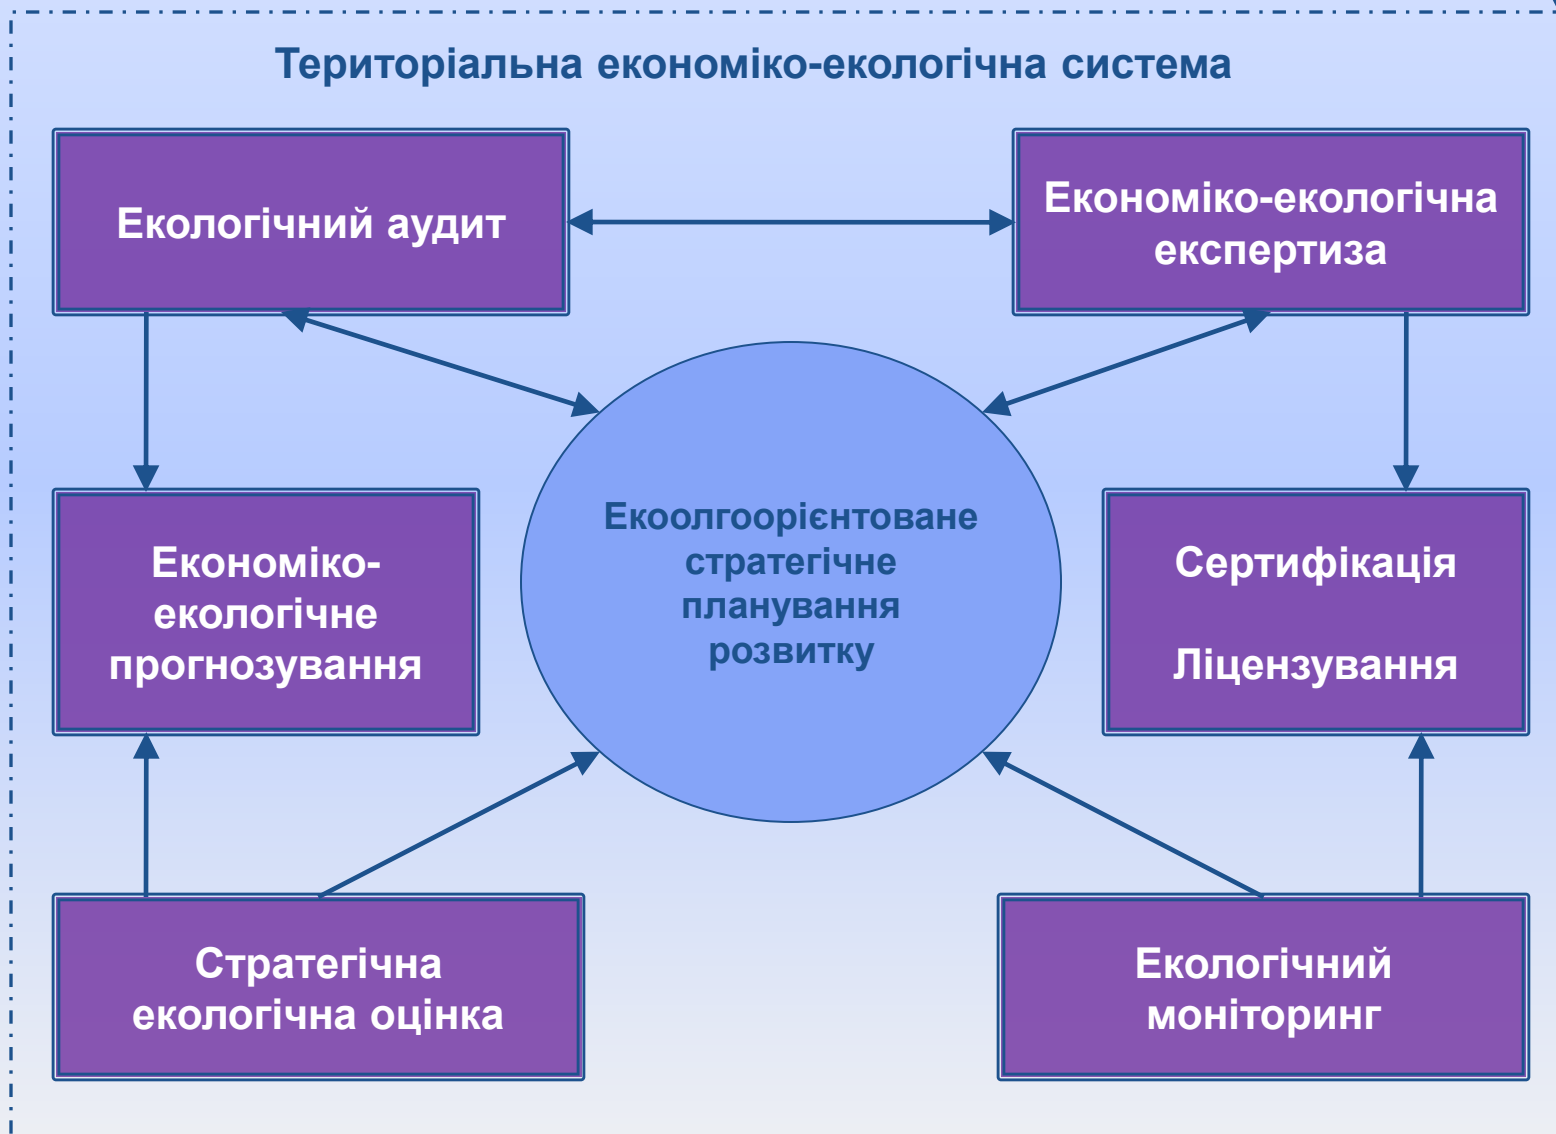 Територіальна економіко-екологічна система
Екологічний аудит
Економіко-екологічна
експертиза
Екоолгоорієнтоване
стратегічне
планування
розвитку
Економіко-
екологічне
прогнозування
Сертифікація
Ліцензування
Стратегічна
екологічна оцінка
Екологічний
моніторинг